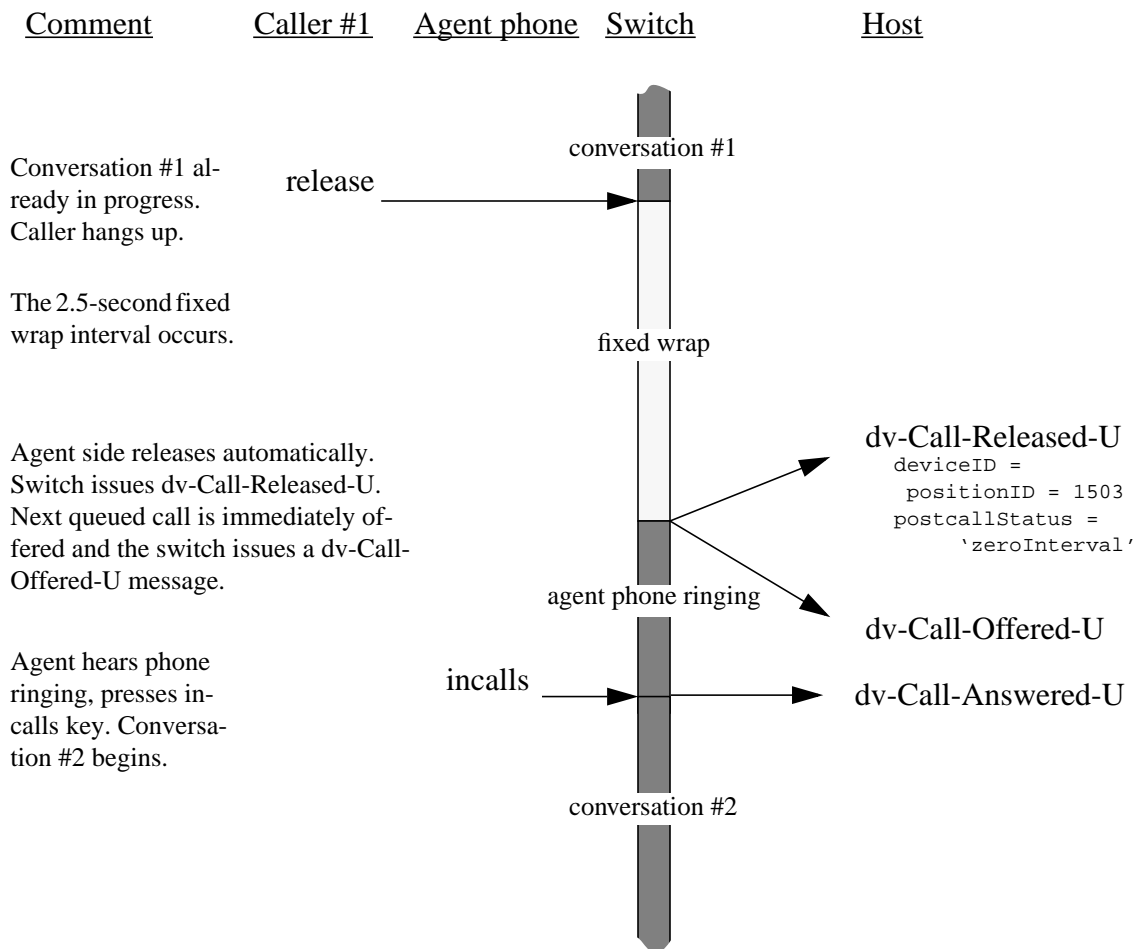 Comment Caller #1 Agent phone Switch Host
conversation #1
Conversation #1 al-
ready in progress.
Caller hangs up.
release
The 2.5-second fixed
wrap interval occurs.
fixed wrap
Agent side releases automatically.
Switch issues dv-Call-Released-U.
Next queued call is immediately of-
fered and the switch issues a dv-Call-
Offered-U message.
dv-Call-Released-U
deviceID =
positionID = 1503
postcallStatus =
‘zeroInterval’
agent phone ringing
dv-Call-Offered-U
Agent hears phone
ringing, presses in-
calls key. Conversa-
tion #2 begins.
incalls
dv-Call-Answered-U
conversation #2